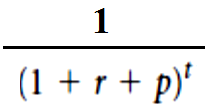 1
(1 + r + p)^t